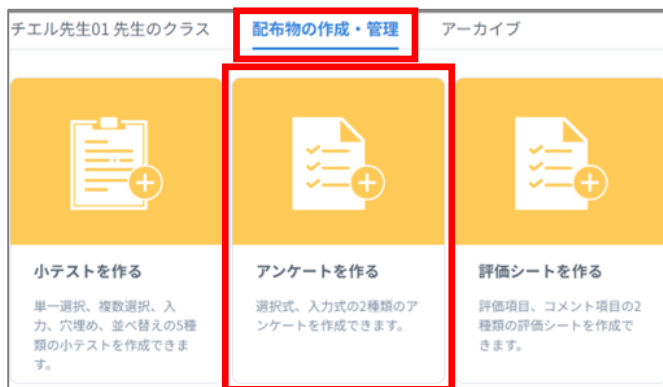 チエル先生01 先生のクラス
配布物の作成・管理
アーカイブ
小テストを作る
単一選択、複数選択、入
力、穴埋め、並べ替えの5種
類の小テストを作成できま
す。
アンケートを作る
選択式、入力式の2種類のア
ンケートを作成できます。
評価シートを作る
評価項目、コメント項目の2
種類の評価シートを作成で
きます。